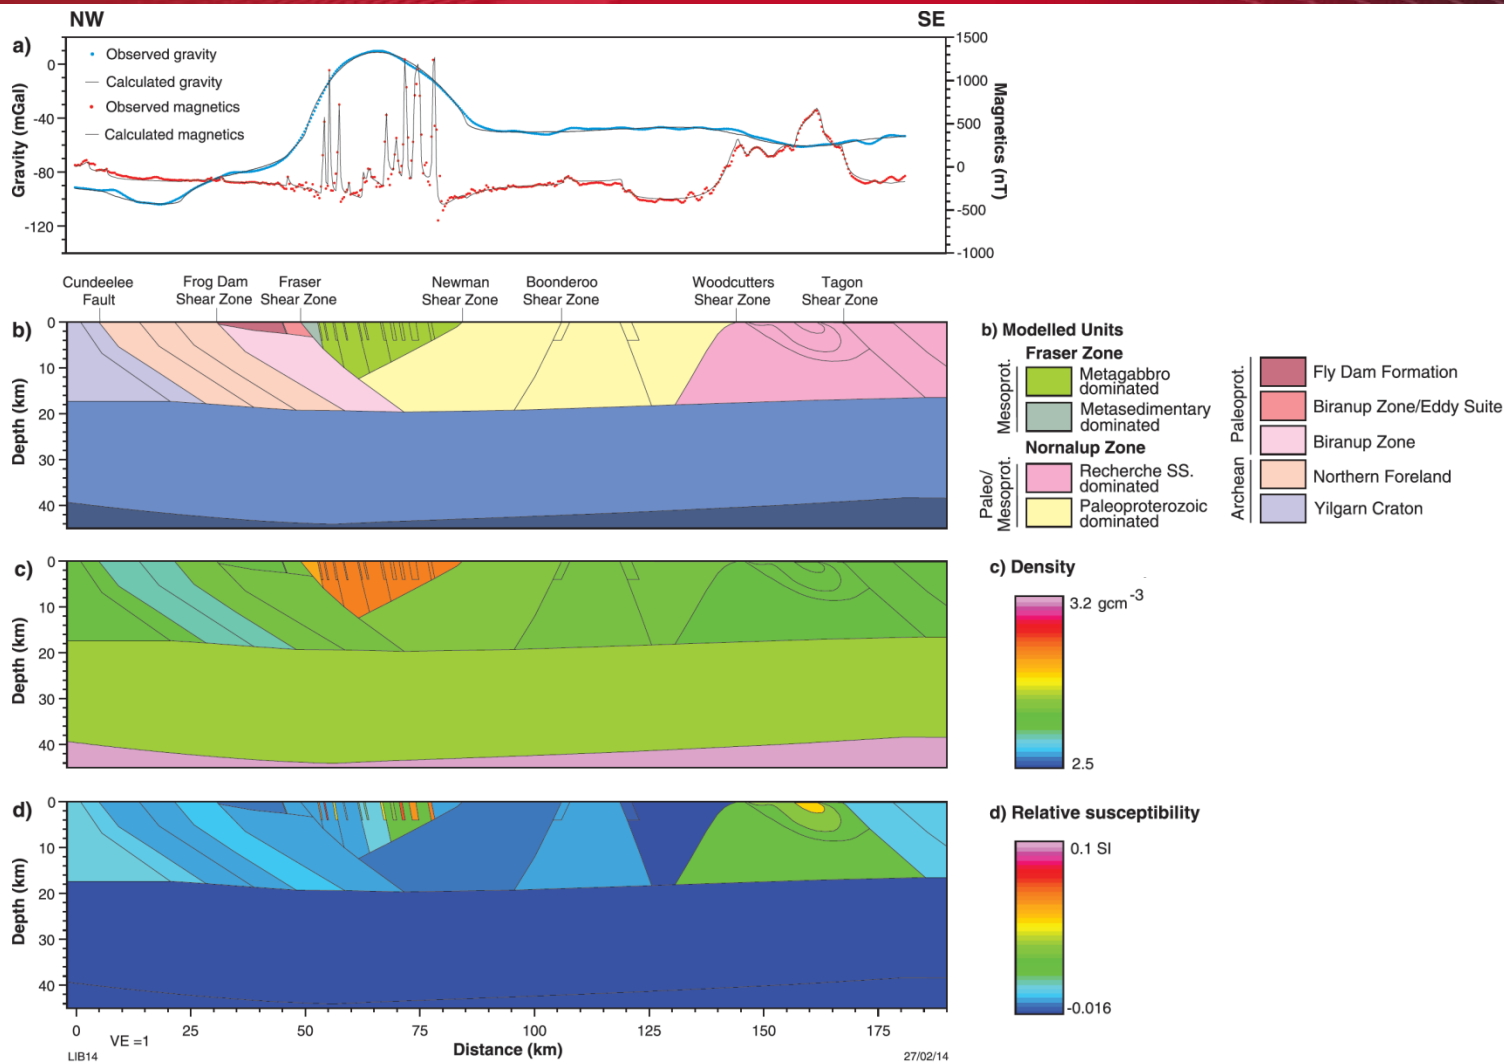 NW
SE
a)
Observed gravity
Calculated gravity
Observed magnetics
Calculated magnetics
Gravity (mGal)
0
-40
-80
-120
1500
1000
500
0
-500
-1000
Magnetics (nT)
Cundeelee
Fault
Frog Dam
Shear Zone
Fraser
Shear Zone
Newman
Shear Zone
Boonderoo
Shear Zone
Woodcutters
Shear Zone
Tagon
Shear Zone
b)
Depth (km)
0
10
20
30
40
b) Modelled Units
Fraser Zone
Mesoprot.
Metagabbro
dominated
Metasedimentary
dominated
Nornalup Zone
Paleo/
Mesoprot.
Recherche SS.
dominated
Paleoproterozoic
dominated
Paleoprot.
Fly Dam Formation
Biranup Zone/Eddy Suite
Biranup Zone
Archean
Northern Foreland
Yilgarn Craton
c)
Depth (km)
0
10
20
30
40
c) Density
3.2 gcm-3
2.5
d)
Depth (km)
0
10
20
30
40
d) Relative susceptibility
0.1 SI
-0.016
0
25
50
75
100
125
150
175
VE =1
Distance (km)
LIB14
27/02/14